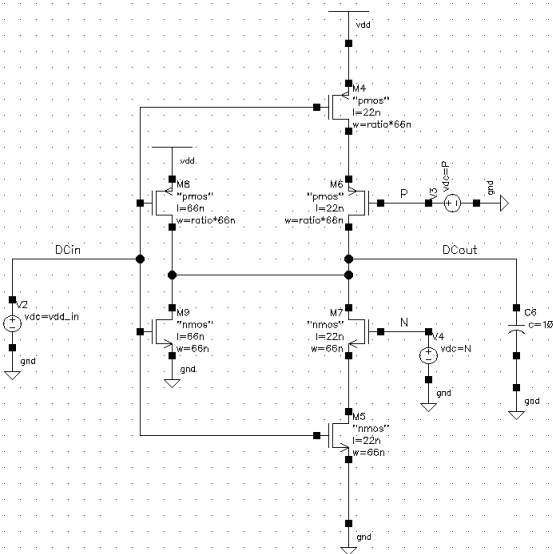 vdd
M4
"pmos"
l=22n
w=ratio*66n
vdd
M8
"pmos"
l=66n
w=ratio*66n
M6
"pmos"
l=22n
w=ratio*66n
P
V3
vdc=P
gnd
DCin
DCout
V2
vdc=vdd_in
gnd
M9
"nmos"
l=66n
w=66n
gnd
M7
"nmos"
l=22n
w=66n
N
V4
vdc=N
gnd
C6
c=10
gnd
M5
"nmos"
l=22n
w=66n
gnd